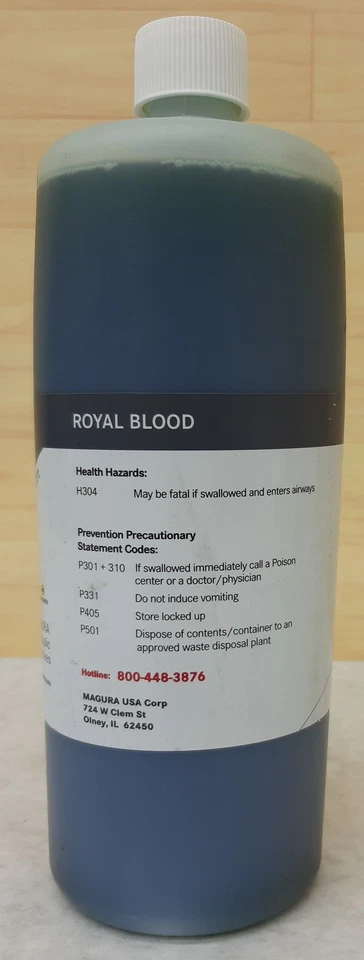 ROYAL BLOOD
Health Hazards:
H304 May be fatal if swallowed and enters airways
Prevention Precautionary
Statement Codes:
P301 + 310 If swallowed immediately call a Poison
center or a doctor/physician
P331 Do not induce vomiting
P405 Store locked up
P501 Dispose of contents/container to an
approved waste disposal plant
Hotline: 800-448-3876
MAGURA USA Corp
724 W Clem St
Olney, IL 62450